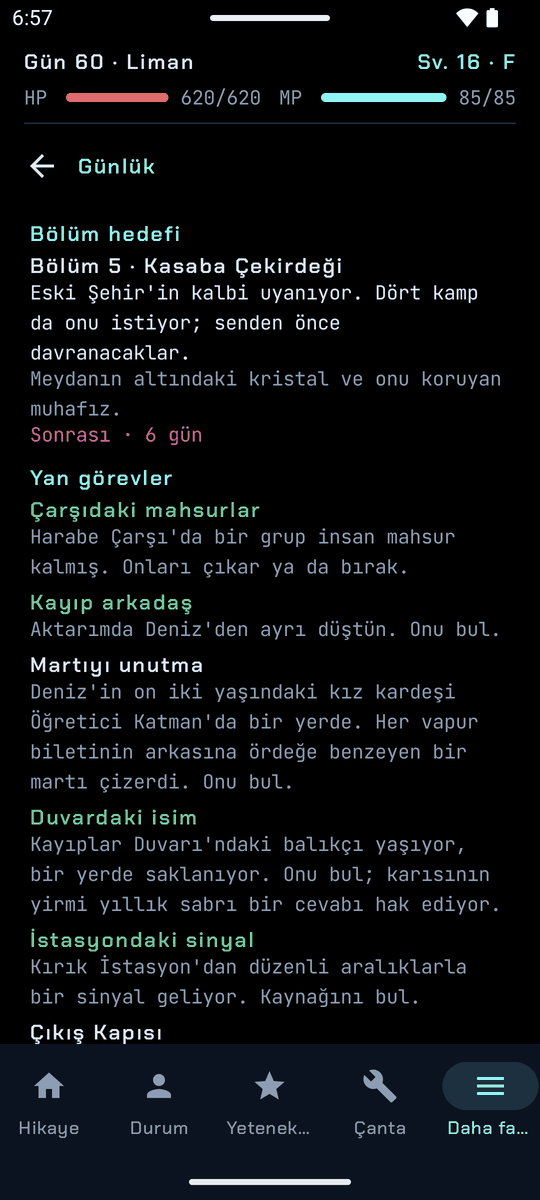 6:57
Gün 60 · Liman
Sv. 16 · F
HP 620/620 MP 85/85
Günlük
Bölüm hedefi
Bölüm 5 · Kasaba Çekirdeği
Eski Şehir'in kalbi uyanıyor. Dört kamp
da onu istiyor; senden önce
davranacaklar.
Meydanın altındaki kristal ve onu koruyan
muhafız.
Sonrası · 6 gün
Yan görevler
Çarşıdaki mahsurlar
Harabe Çarşı'da bir grup insan mahsur
kalmış. Onları çıkar ya da bırak.
Kayıp arkadaş
Aktarımda Deniz'den ayrı düştün. Onu bul.
Martıyı unutma
Deniz'in on iki yaşındaki kız kardeşi
Öğretici Katman'da bir yerde. Her vapur
biletinin arkasına ördeğe benzeyen bir
martı çizerdi. Onu bul.
Duvardaki isim
Kayıplar Duvarı'ndaki balıkçı yaşıyor,
bir yerde saklanıyor. Onu bul; karısının
yirmi yıllık sabrı bir cevabı hak ediyor.
İstasyondaki sinyal
Kırık İstasyon'dan düzenli aralıklarla
bir sinyal geliyor. Kaynağını bul.
Çıkış Kapısı
Hikaye
Durum
Yetenek...
Çanta
Daha fa...